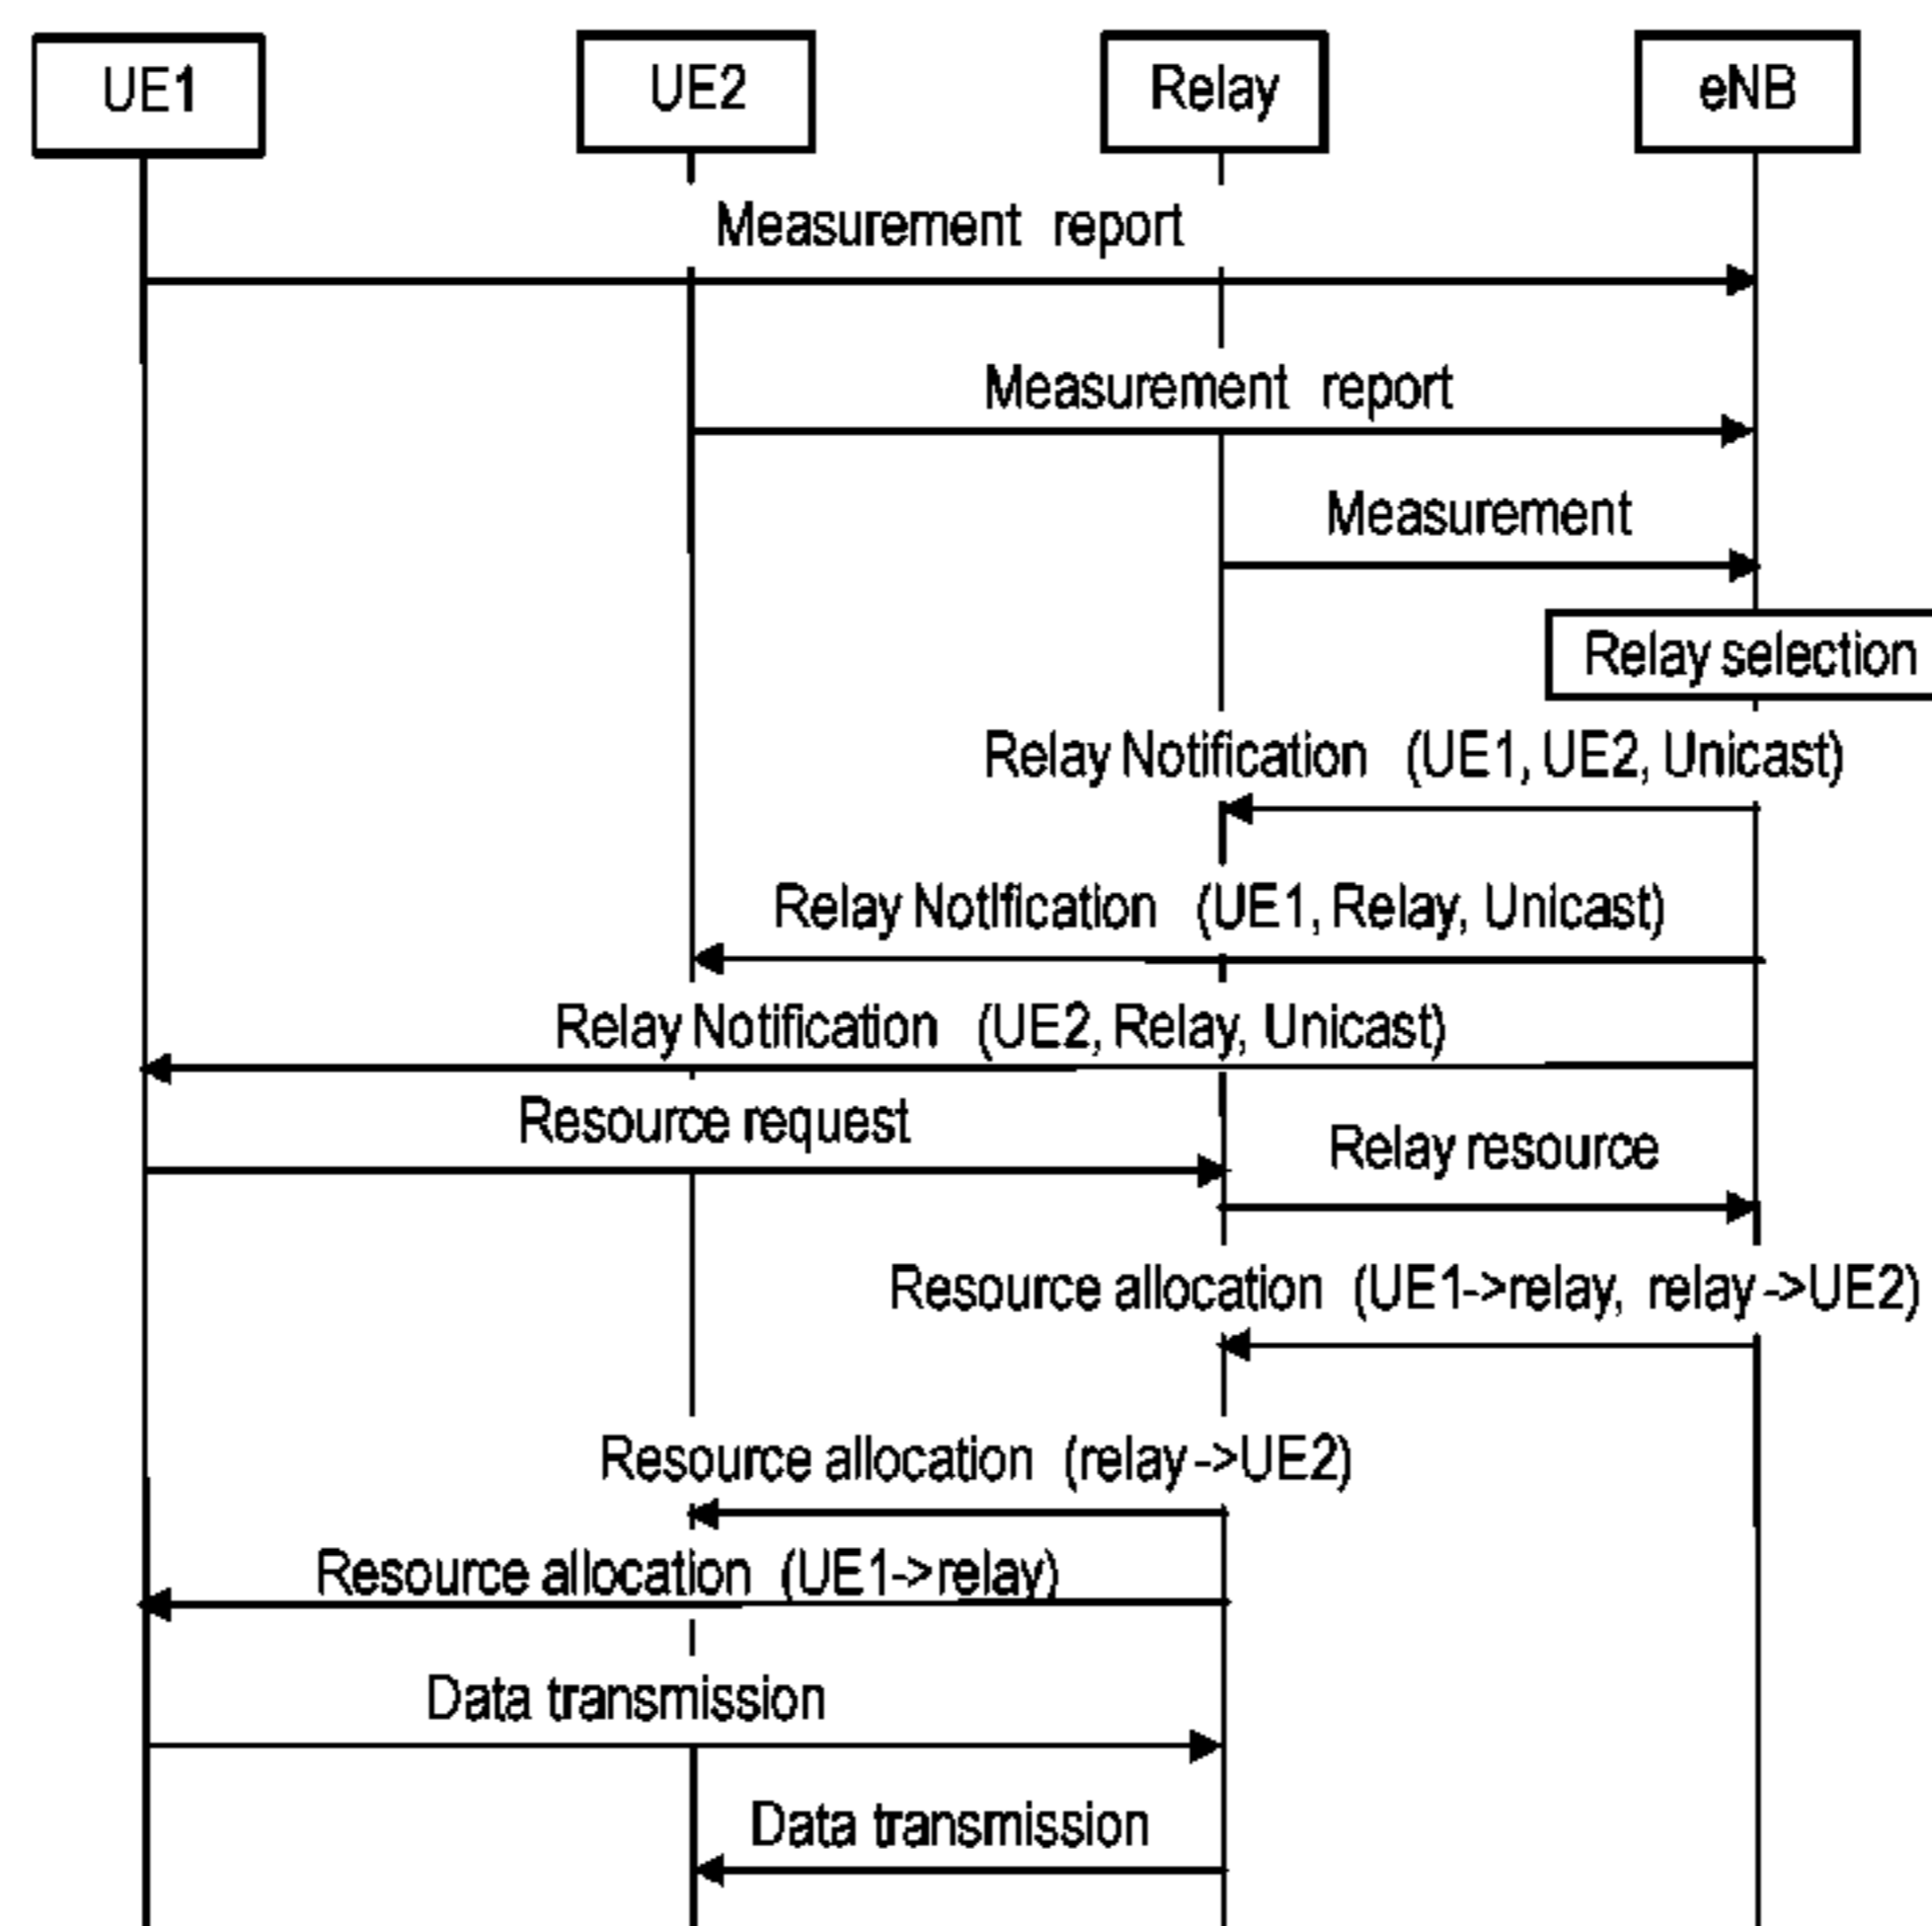 UE1 UE2 Relay eNB
Measurement report
Measurement report
Measurement
Relay selection
Relay Notification (UE1, UE2, Unicast)
Relay Notification (UE1, Relay, Unicast)
Relay Notification (UE2, Relay, Unicast)
Resource request
Relay resource
Resource allocation (UE1->relay, relay->UE2)
Resource allocation (relay->UE2)
Resource allocation (UE1->relay)
Data transmission
Data transmission